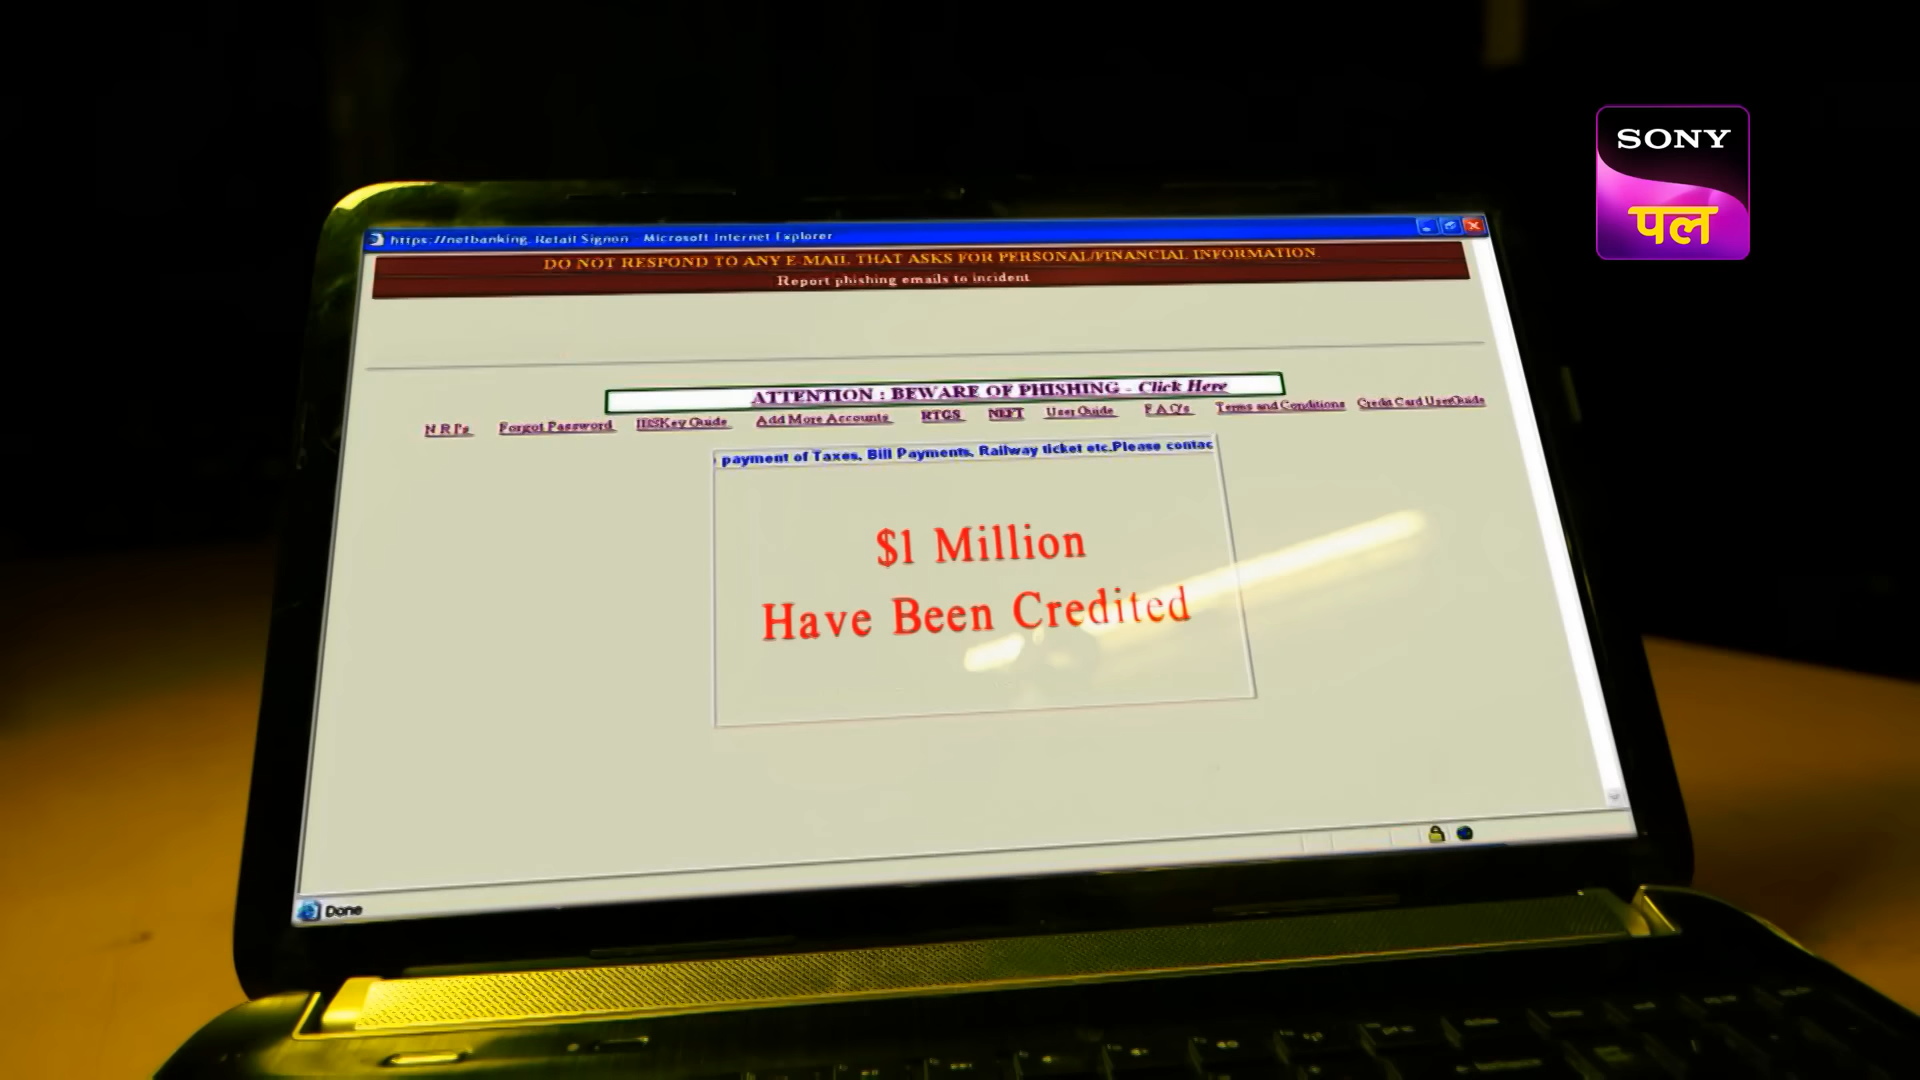 SONY
पल
https://netbanking. Retail Signon - Microsoft Internet Explorer
DO NOT RESPOND TO ANY E-MAIL THAT ASKS FOR PERSONAL/FINANCIAL INFORMATION.
Report phishing emails to incident
ATTENTION : BEWARE OF PHISHING - Click Here
N R I's Forgot Password Guide Add More Accounts RTGS NEFT User Guide F A Q's Terms and Conditions Credit Card UserGuide
payment of Taxes, Bill Payments, Railway ticket etc.Please contac
$1 Million
Have Been Credited
Done